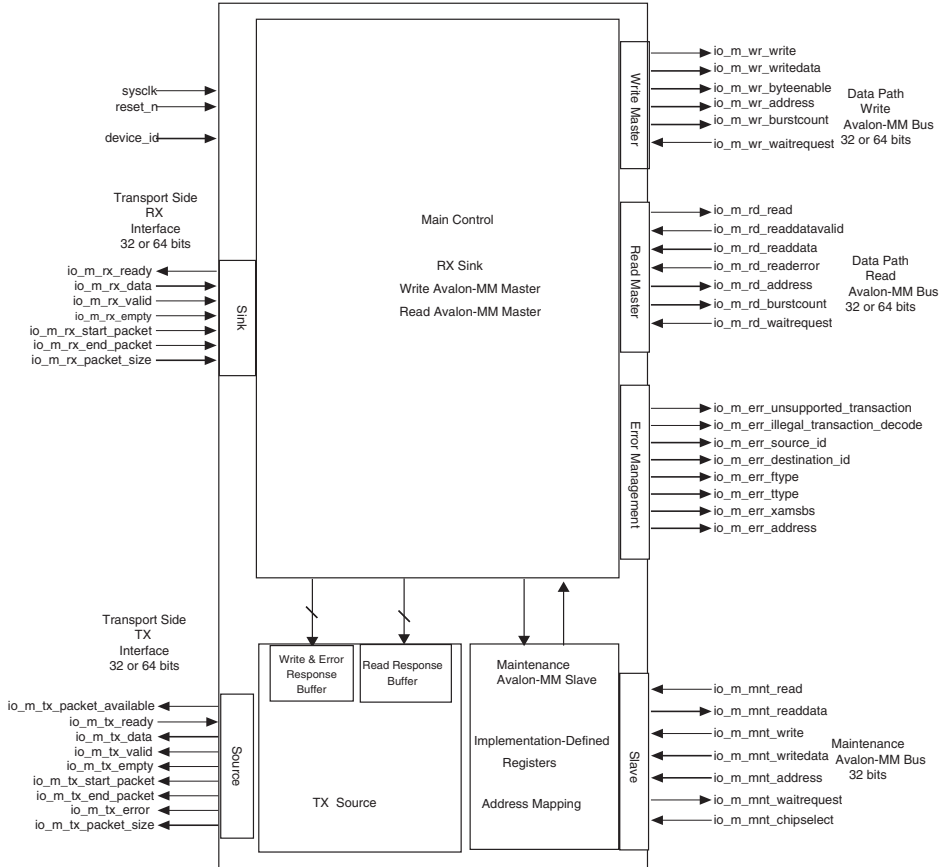 sysclk
reset_n
device_id
Transport Side
RX
Interface
32 or 64 bits
io_m_rx_ready
io_m_rx_data
io_m_rx_valid
io_m_rx_empty
io_m_rx_start_packet
io_m_rx_end_packet
io_m_rx_packet_size
Sink
Main Control
RX Sink
Write Avalon-MM Master
Read Avalon-MM Master
Write Master
io_m_wr_write
io_m_wr_writedata
io_m_wr_byteenable
io_m_wr_address
io_m_wr_burstcount
io_m_wr_waitrequest
Data Path
Write
Avalon-MM Bus
32 or 64 bits
Read Master
io_m_rd_read
io_m_rd_readdatavalid
io_m_rd_readdata
io_m_rd_readerror
io_m_rd_address
io_m_rd_burstcount
io_m_rd_waitrequest
Data Path
Read
Avalon-MM Bus
32 or 64 bits
Error Management
io_m_err_unsupported_transaction
io_m_err_illegal_transaction_decode
io_m_err_source_id
io_m_err_destination_id
io_m_err_ftype
io_m_err_ttype
io_m_err_xamsbs
io_m_err_address
Transport Side
TX
Interface
32 or 64 bits
io_m_tx_packet_available
io_m_tx_ready
io_m_tx_data
io_m_tx_valid
io_m_tx_empty
io_m_tx_start_packet
io_m_tx_end_packet
io_m_tx_error
io_m_tx_packet_size
Source
Write & Error
Response
Buffer
Read Response
Buffer
TX Source
Maintenance
Avalon-MM Slave
Implementation-Defined
Registers
Address Mapping
Slave
io_m_mnt_read
io_m_mnt_readdata
io_m_mnt_write
io_m_mnt_writedata
io_m_mnt_address
io_m_mnt_waitrequest
io_m_mnt_chipselect
Maintenance
Avalon-MM Bus
32 bits